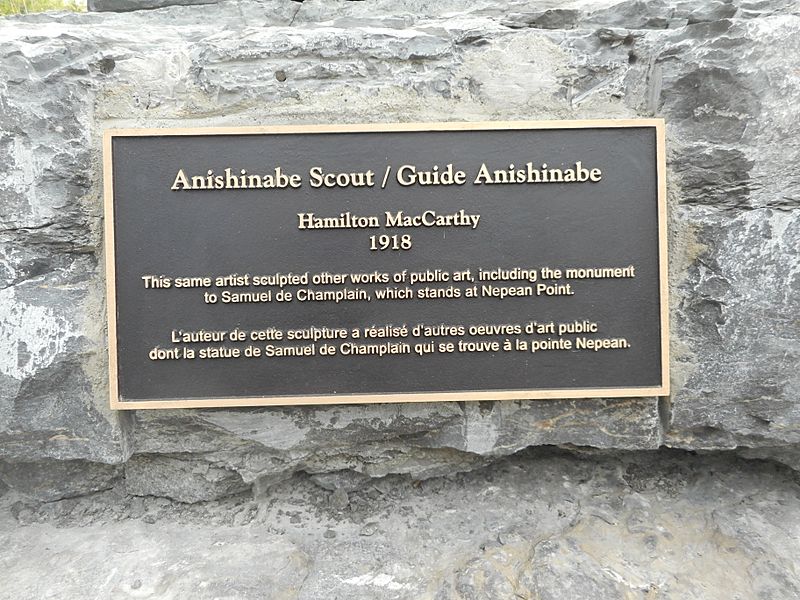 Anishinabe Scout / Guide Anishinabe
Hamilton MacCarthy
1918
This same artist sculpted other works of public art, including the monument
to Samuel de Champlain, which stands at Nepean Point.
L'auteur de cette sculpture a réalisé d'autres oeuvres d'art public
dont la statue de Samuel de Champlain qui se trouve à la pointe Nepean.